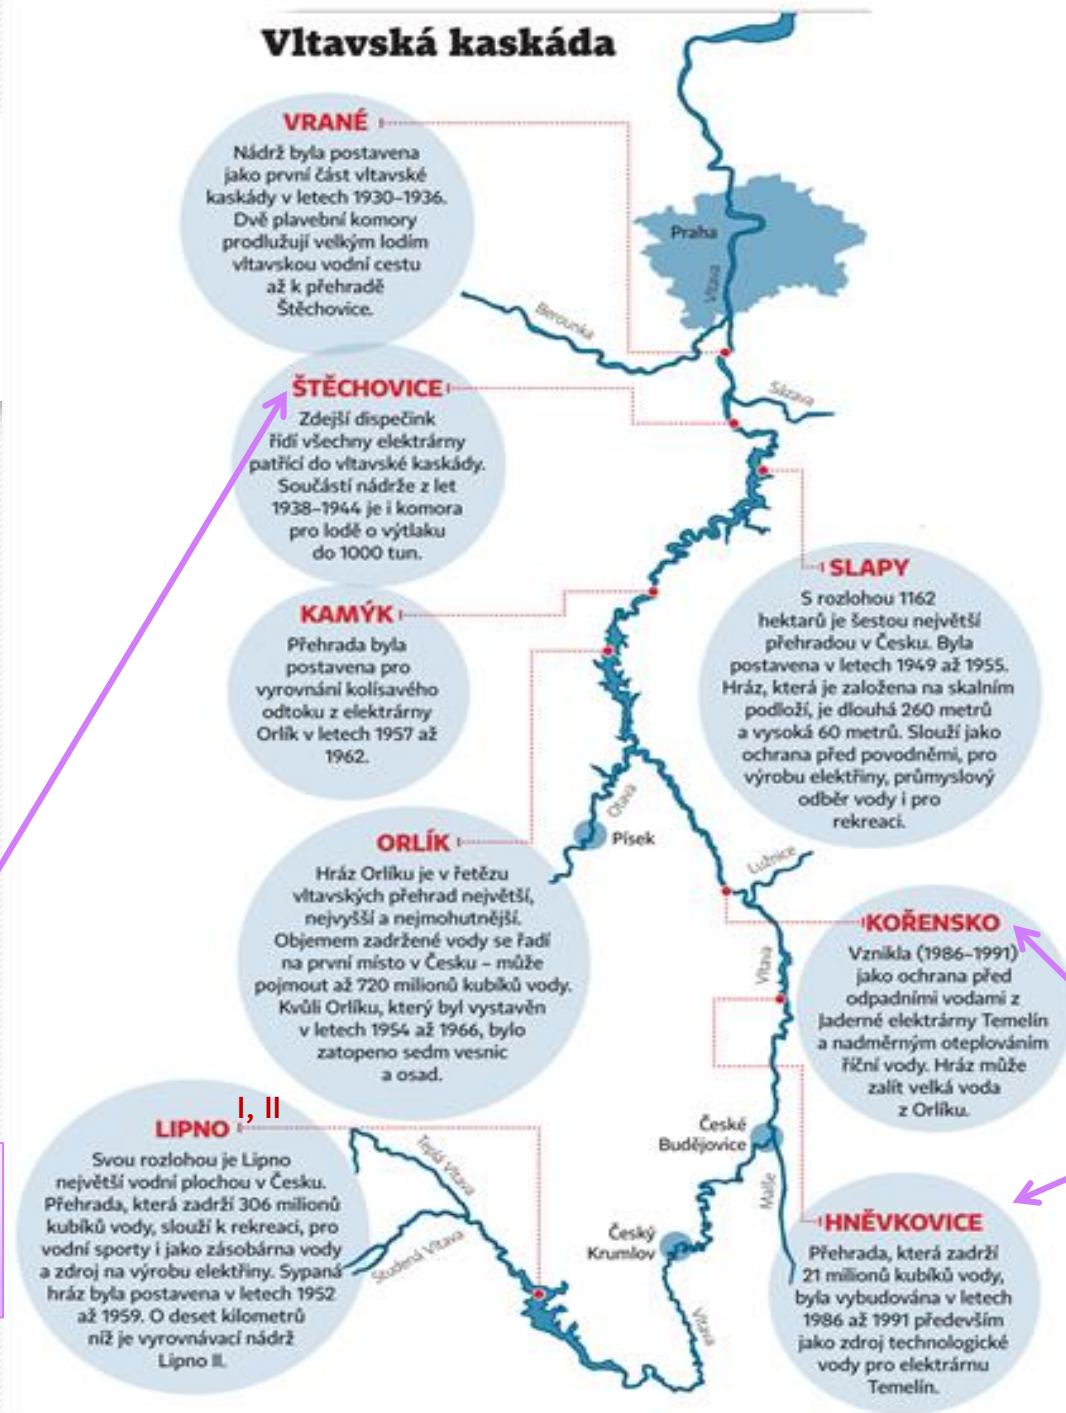 Vltavská kaskáda
VRANÉ
Nádrž byla postavena
jako první část vltavské
kaskády v letech 1930–1936.
Dvě plavební komory
prodlužují velkým lodím
vltavskou vodní cestu
až k přehradě
Štěchovice.
Praha
Vltava
Berounka
Sázava
ŠTĚCHOVICE
Zdejší dispečink
řídí všechny elektrárny
patřící do vltavské kaskády.
Součástí nádrže z let
1938–1944 je i komora
pro lodě o výtlaku
do 1000 tun.
SLAPY
S rozlohou 1162
hektarů je šestou největší
přehradou v Česku. Byla
postavena v letech 1949 až 1955.
Hráz, která je založena na skalním
podloží, je dlouhá 260 metrů
a vysoká 60 metrů. Slouží jako
ochrana před povodněmi, pro
výrobu elektřiny, průmyslový
odběr vody i pro
rekreaci.
KAMÝK
Přehrada byla
postavena pro
vyrovnání kolísavého
odtoku z elektrárny
Orlík v letech 1957 až
1962.
ORLÍK
Hráz Orlíku je v řetězu
vltavských přehrad největší,
nejvyšší a nejmohutnější.
Objemem zadržené vody se řadí
na první místo v Česku – může
pojmout až 720 milionů kubíků vody.
Kvůli Orlíku, který byl vystavěn
v letech 1954 až 1966, bylo
zatopeno sedm vesnic
a osad.
Otava
Písek
Lužnice
KOŘENSKO
Vznikla (1986–1991)
jako ochrana před
odpadními vodami z
Jaderné elektrárny Temelín
a nadměrným oteplováním
říční vody. Hráz může
zalít velká voda
z Orlíku.
Vltava
LIPNO I, II
Svou rozlohou je Lipno
největší vodní plochou v Česku.
Přehrada, která zadrží 306 milionů
kubíků vody, slouží k rekreaci, pro
vodní sporty i jako zásobárna vody
a zdroj na výrobu elektřiny. Sypaná
hráz byla postavena v letech 1952
až 1959. O deset kilometrů
níž je vyrovnávací nádrž
Lipno II.
Teplá Vltava
Studená Vltava
České
Budějovice
Malše
Český
Krumlov
Vltava
HNĚVKOVICE
Přehrada, která zadrží
21 milionů kubíků vody,
byla vybudována v letech
1986 až 1991 především
jako zdroj technologické
vody pro elektrárnu
Temelín.